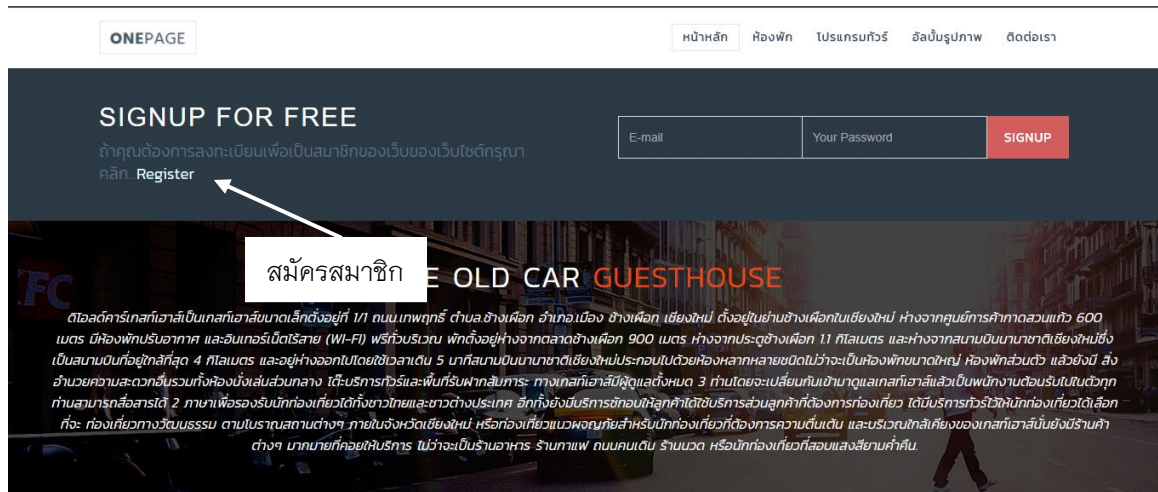 ONEPAGE
หน้าหลัก ห้องพัก โปรแกรมทัวร์ อัลบั้มรูปภาพ ติดต่อเรา
SIGNUP FOR FREE
ถ้าคุณต้องการลงทะเบียนเพื่อเป็นสมาชิกของเว็บของเว็บไซต์กรุณา
คลิก...Register
E-mail
Your Password
SIGNUP
สมัครสมาชิก
E OLD CAR GUESTHOUSE
KFC
ดิโอลด์คาร์เกสท์เฮาส์เป็นเกสท์เฮาส์ขนาดเล็กตั่งอยู่ที่ 1/1 ถนน.เทพฤทธิ์ ตำบล.ช้างเผือก อำเภอ.เมือง ช้างเผือก เชียงใหม่ ตั้งอยู่ในย่านช้างเผือกในเชียงใหม่ ห่างจากศูนย์การค้ากาดสวนแก้ว 600
เมตร มีห้องพักปรับอากาศ และอินเทอร์เน็ตไร้สาย (WI-FI) ฟรีทั่วบริเวณ พักตั้งอยู่ห่างจากตลาดช้างเผือก 900 เมตร ห่างจากประตูช้างเผือก 1.1 กิโลเมตร และห่างจากสนามบินนานาชาติเชียงใหม่ซึ่ง
เป็นสนามบินที่อยู่ใกล้ที่สุด 4 กิโลเมตร และอยู่ห่างออกไปโดยใช้เวลาเดิน 5 นาทีสนามบินนานาชาติเชียงใหม่ประกอบไปด้วยห้องหลากหลายชนิดไม่ว่าจะเป็นห้องพักขนาดใหญ่ ห้องพักส่วนตัว แล้วยังมี สิ่ง
อำนวยความสะดวกอื่นรวมทั้งห้องนั่งเล่นส่วนกลาง โต๊ะบริการทัวร์และพื้นที่รับฝากสัมภาระ ทางเกสท์เฮาส์มีผู้ดูแลตั้งหมด 3 ท่านโดยจะเปลี่ยนกันเข้ามาดูแลเกสท์เฮาส์แล้วเป็นพนักงานต้อนรับไปในตัวทุก
ท่านสามารถสื่อสารได้ 2 ภาษาเพื่อรองรับนักท่องเที่ยวได้ทั้งชาวไทยและชาวต่างประเทศ อีกทั้งยังมีบริการซักอบให้ลูกค้าได้ใช้บริการส่วนลูกค้าที่ต้องการท่องเที่ยว ได้มีบริการทัวร์ไว้ให้นักท่องเที่ยวได้เลือก
ที่จะ ท่องเที่ยวทางวัฒนธรรม ตามโบราณสถานต่างๆ ภายในจังหวัดเชียงใหม่ หรือท่องเที่ยวแนวผจญภัยสำหรับนักท่องเที่ยวที่ต้องการความตื่นเต้น และบริเวณใกล้เคียงของเกสท์เฮาส์นั่นยังมีร้านค้า
ต่างๆ มากมายที่คอยให้บริการ ไม่ว่าจะเป็นร้านอาหาร ร้านกาแฟ ถนนคนเดิน ร้านนวด หรือนักท่องเที่ยวที่ชอบแสงสียามค่ำคืน.